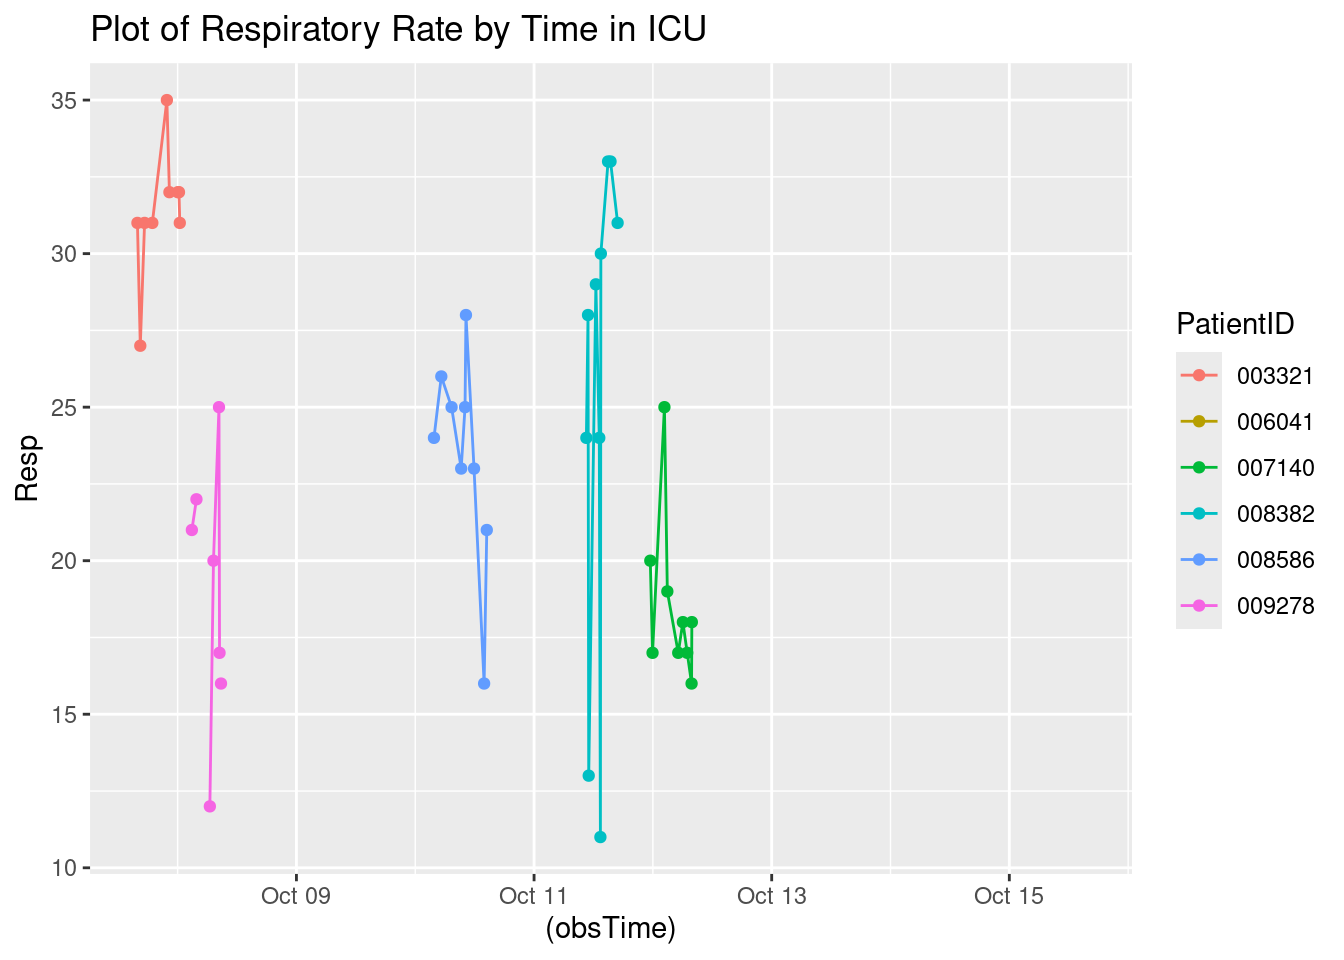 Plot of Respiratory Rate by Time in ICU
35
30
25
20
15
10
Resp
Oct 09
Oct 11
Oct 13
Oct 15
(obsTime)
PatientID
003321
006041
007140
008382
008586
009278